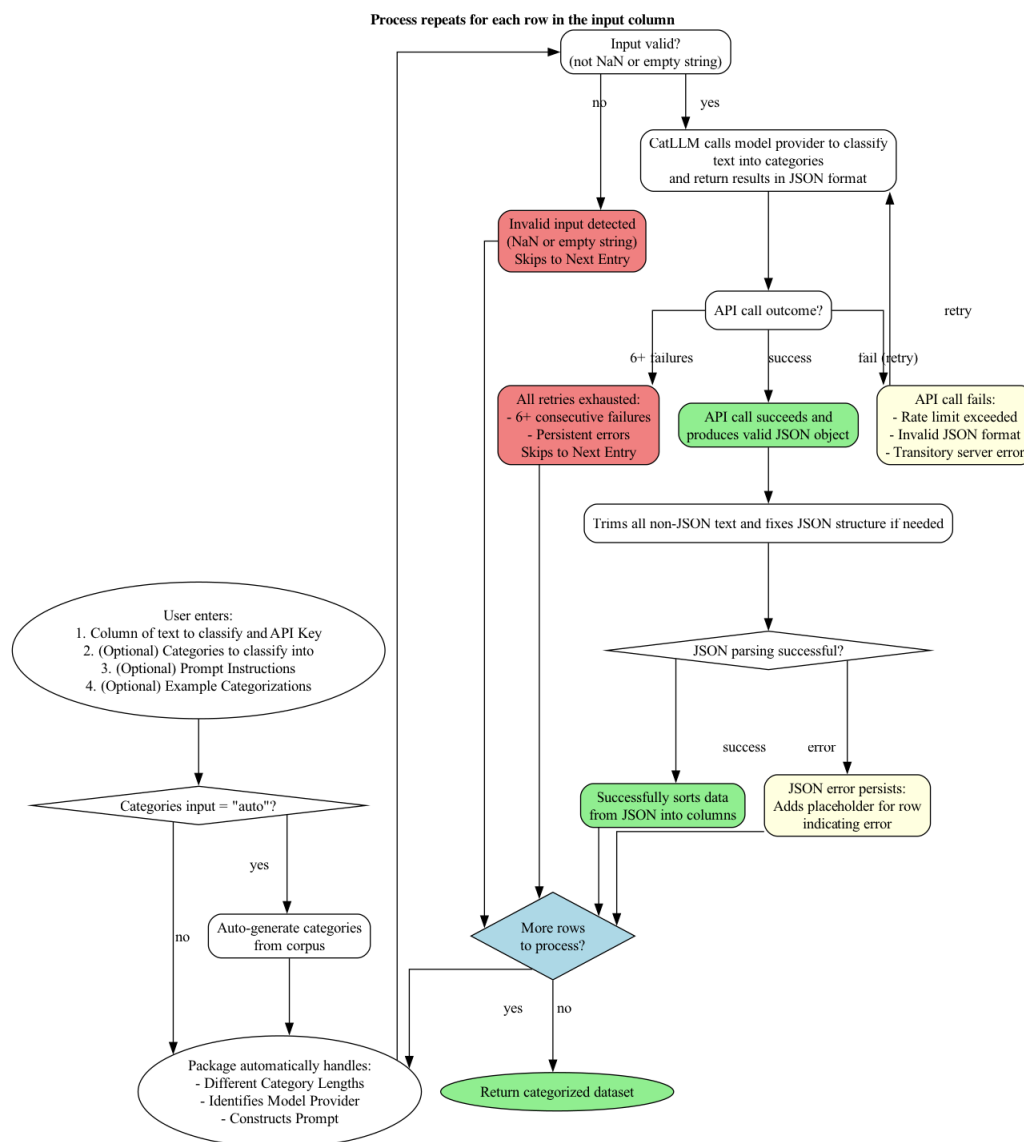 Process repeats for each row in the input column
Input valid?
(not NaN or empty string)
no
yes
CatLLM calls model provider to classify
text into categories
and return results in JSON format
Invalid input detected
(NaN or empty string)
Skips to Next Entry
API call outcome?
retry
6+ failures
success
fail (retry)
All retries exhausted:
- 6+ consecutive failures
- Persistent errors
Skips to Next Entry
API call succeeds and
produces valid JSON object
API call fails:
- Rate limit exceeded
- Invalid JSON format
- Transitory server error
Trims all non-JSON text and fixes JSON structure if needed
User enters:
1. Column of text to classify and API Key
2. (Optional) Categories to classify into
3. (Optional) Prompt Instructions
4. (Optional) Example Categorizations
JSON parsing successful?
success
error
Categories input = "auto"?
Successfully sorts data
from JSON into columns
JSON error persists:
Adds placeholder for row
indicating error
yes
no
Auto-generate categories
from corpus
More rows
to process?
yes
no
Package automatically handles:
- Different Category Lengths
- Identifies Model Provider
- Constructs Prompt
Return categorized dataset